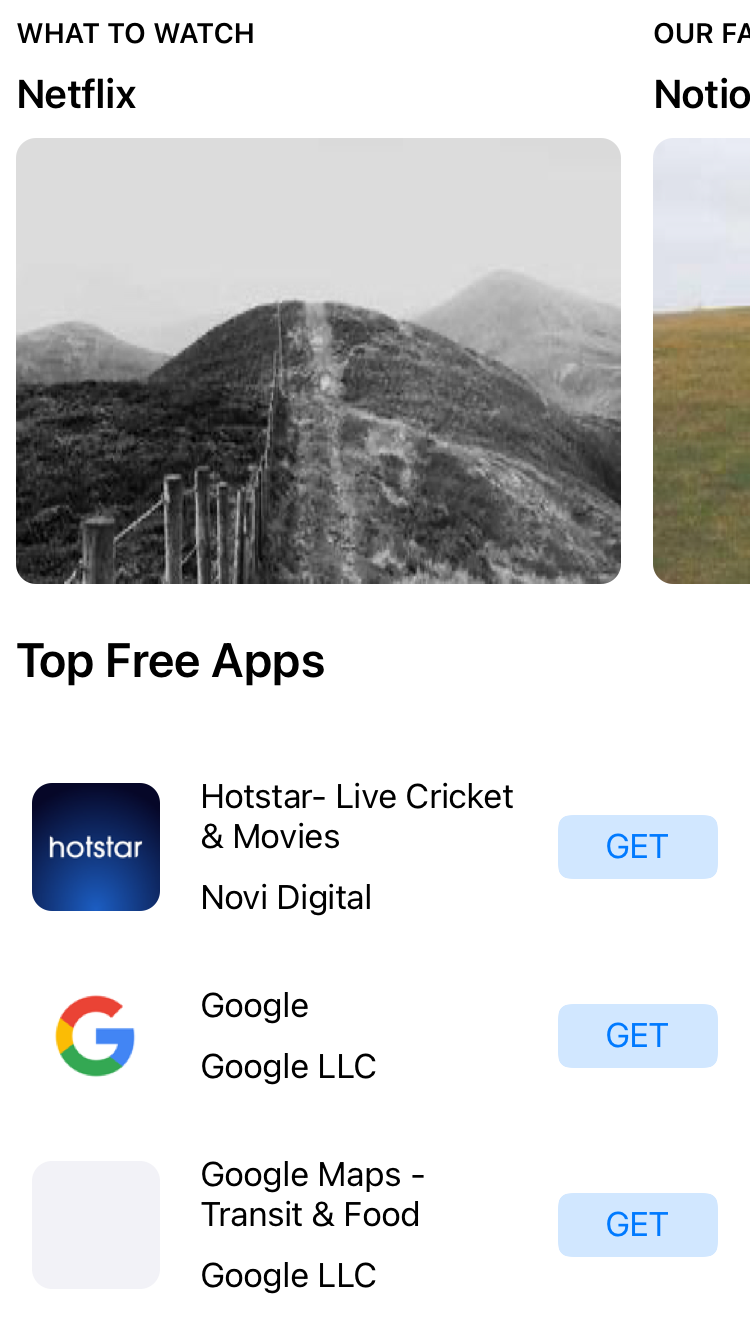 WHAT TO WATCH
Netflix
OUR FA
Notio
Top Free Apps
hotstar
Hotstar- Live Cricket
& Movies
Novi Digital
GET
Google
Google LLC
GET
Google Maps -
Transit & Food
Google LLC
GET